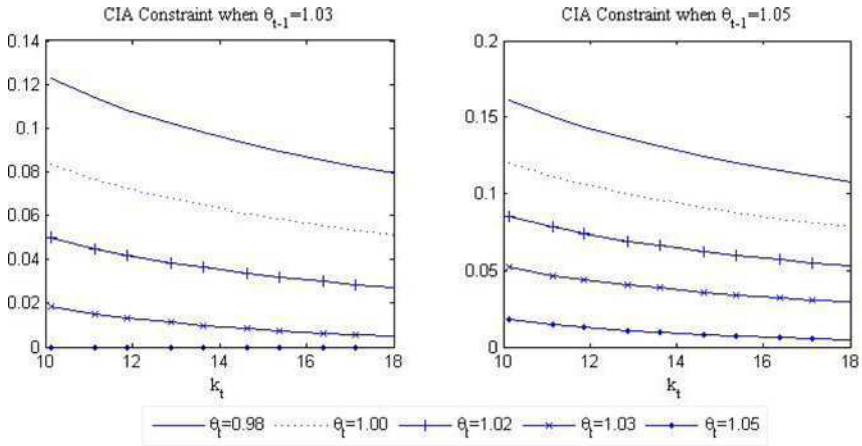 CIA Constraint when θt-1=1.03
0.14
0.12
0.1
0.08
0.06
0.04
0.02
0
10 12 14 16 18
kt
CIA Constraint when θt-1=1.05
0.2
0.15
0.1
0.05
0
10 12 14 16 18
kt
θt=0.98 θt=1.00 θt=1.02 θt=1.03 θt=1.05